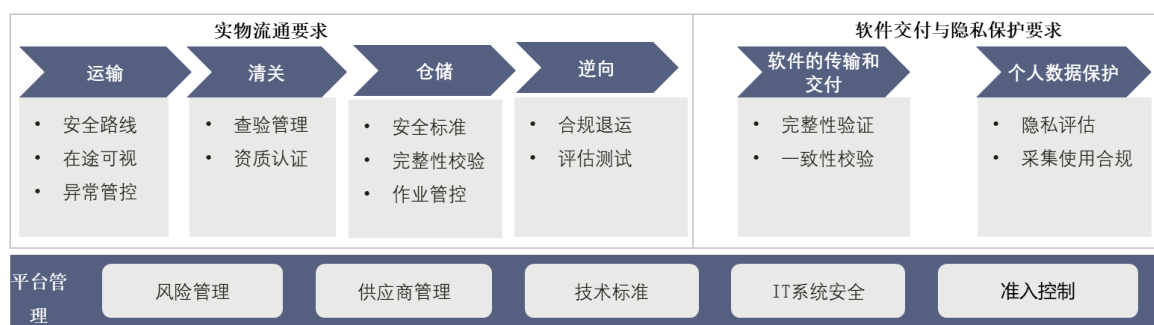 实物流通要求
运输
• 安全路线
• 在途可视
• 异常管控
清关
• 查验管理
• 资质认证
仓储
• 安全标准
• 完整性校验
• 作业管控
逆向
• 合规退运
• 评估测试
软件交付与隐私保护要求
软件的传输和
交付
• 完整性验证
• 一致性校验
个人数据保护
• 隐私评估
• 采集使用合规
平台管
理
风险管理
供应商管理
技术标准
IT系统安全
准入控制